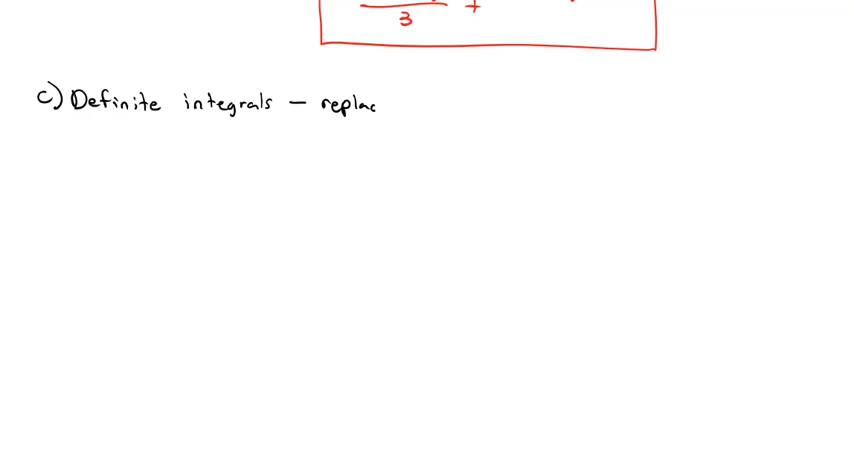 3 +
c) Definite integrals – replac